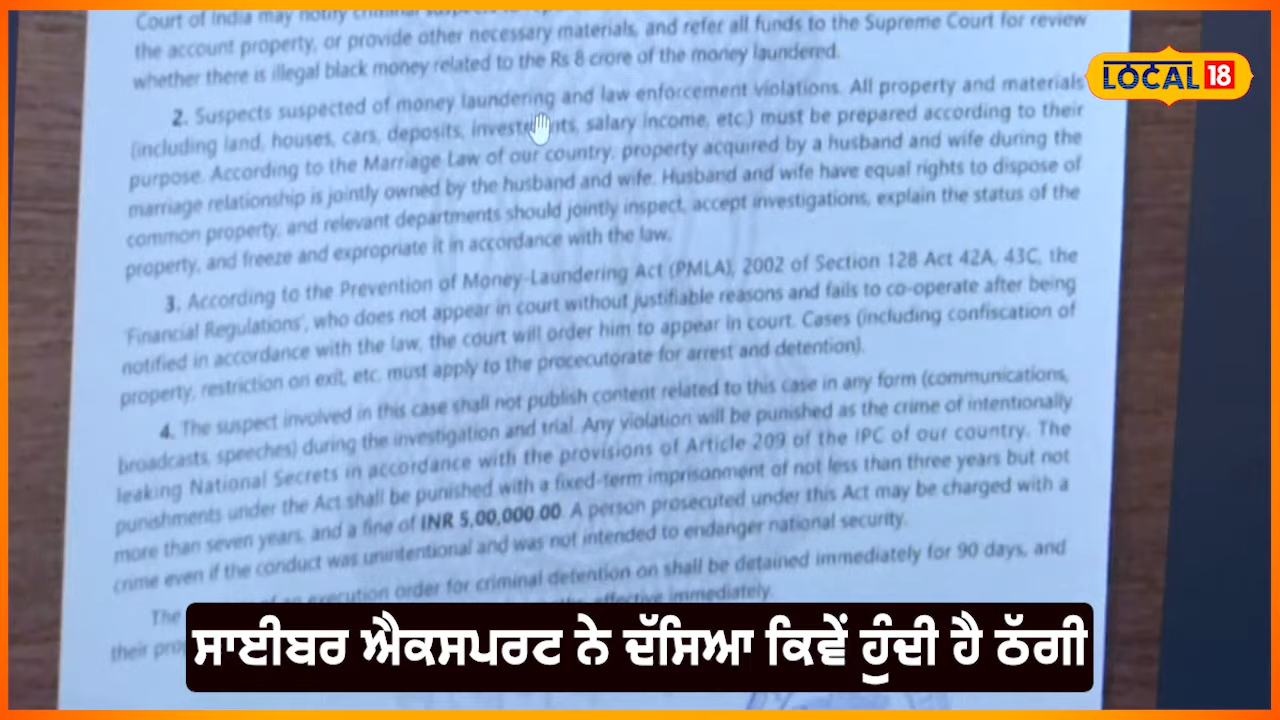 Court of India may notify criminal
the account property, or provide other necessary materials, and refer all funds to the Supreme Court for review
whether there is illegal black money related to the Rs 8 crore of the money laundered.
2. Suspects suspected of money laundering and law enforcement violations. All property and materials
(including land, houses, cars, deposits, investments, salary income, etc.) must be prepared according to their
purpose. According to the Marriage Law of our country, property acquired by a husband and wife during the
marriage relationship is jointly owned by the husband and wife. Husband and wife have equal rights to dispose of
common property, and relevant departments should jointly inspect, accept investigations, explain the status of the
property, and freeze and expropriate it in accordance with the law.
3. According to the Prevention of Money-Laundering Act (PMLA), 2002 of Section 128 Act 42A, 43C, the
'Financial Regulations', who does not appear in court without justifiable reasons and fails to co-operate after being
notified in accordance with the law, the court will order him to appear in court. Cases (including confiscation of
property, restriction on exit, etc. must apply to the procecutorate for arrest and detention).
4. The suspect involved in this case shall not publish content related to this case in any form (communications,
broadcasts, speeches) during the investigation and trial. Any violation will be punished as the crime of intentionally
leaking National Secrets in accordance with the provisions of Article 209 of the IPC of our country. The
punishments under the Act shall be punished with a fixed-term imprisonment of not less than three years but not
more than seven years, and a fine of INR 5,00,000.00. A person prosecuted under this Act may be charged with a
crime even if the conduct was unintentional and was not intended to endanger national security.
The of an execution order for criminal detention on shall be detained immediately for 90 days, and
their effective immediately.
LOCAL 18
ਸਾਈਬਰ ਐਕਸਪਰਟ ਨੇ ਦੱਸਿਆ ਕਿਵੇਂ ਹੁੰਦੀ ਹੈ ਠੱਗੀ